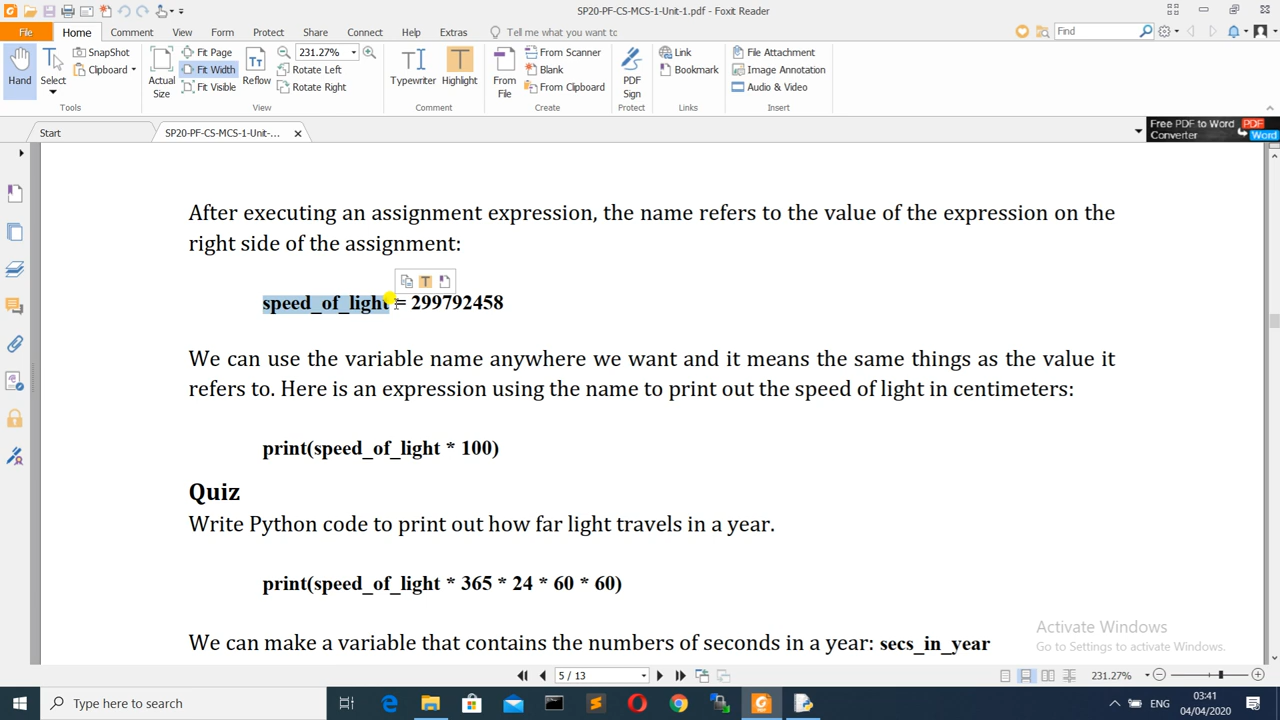 SP20-PF-CS-MCS-1-Unit-1.pdf - Foxit Reader
File Home Comment View Form Protect Share Connect Help Extras Tell me what you want tc Find
Hand
Select
SnapShot
Clipboard
Tools
Actual
Size
Fit Page
Fit Width
Fit Visible
Reflow
231.27%
Rotate Left
Rotate Right
View
Typewriter
Highlight
Comment
From
File
From Scanner
Blank
From Clipboard
Create
PDF
Sign
Protect
Link
Bookmark
Links
File Attachment
Image Annotation
Audio & Video
Insert
Start
SP20-PF-CS-MCS-1-Unit-...
Free PDF to Word
Converter
PDF
Word
After executing an assignment expression, the name refers to the value of the expression on the
right side of the assignment:
speed_of_light = 299792458
We can use the variable name anywhere we want and it means the same things as the value it
refers to. Here is an expression using the name to print out the speed of light in centimeters:
print(speed_of_light * 100)
Quiz
Write Python code to print out how far light travels in a year.
print(speed_of_light * 365 * 24 * 60 * 60)
We can make a variable that contains the numbers of seconds in a year: secs_in_year
Activate Windows
Go to Settings to activate Windows.
5 / 13
231.27%
Type here to search
ENG
03:41
04/04/2020